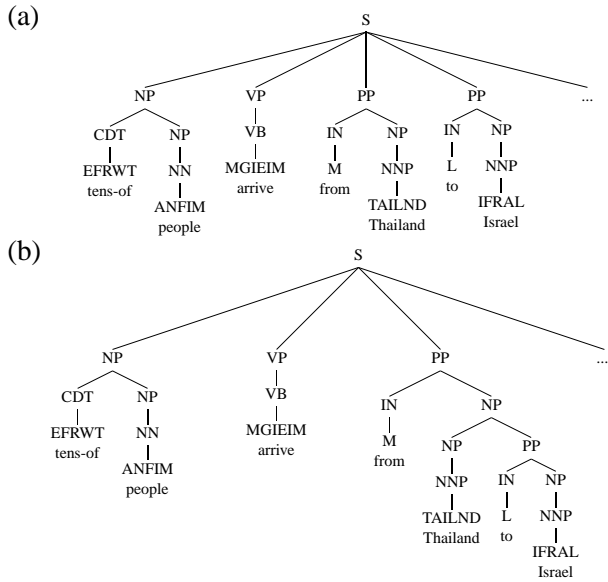 (a)
S
NP VP PP PP ...
CDT NP VB IN NP IN NP
EFRWT NN MGIEIM M NNP L NNP
tens-of arrive from to
ANFIM TAILND IFRAL
people Thailand Israel
(b)
S
NP VP PP ...
CDT NP VB IN NP
EFRWT NN MGIEIM M NP PP
tens-of arrive from
ANFIM NNP IN NP
people
TAILND L NNP
Thailand to
IFRAL
Israel